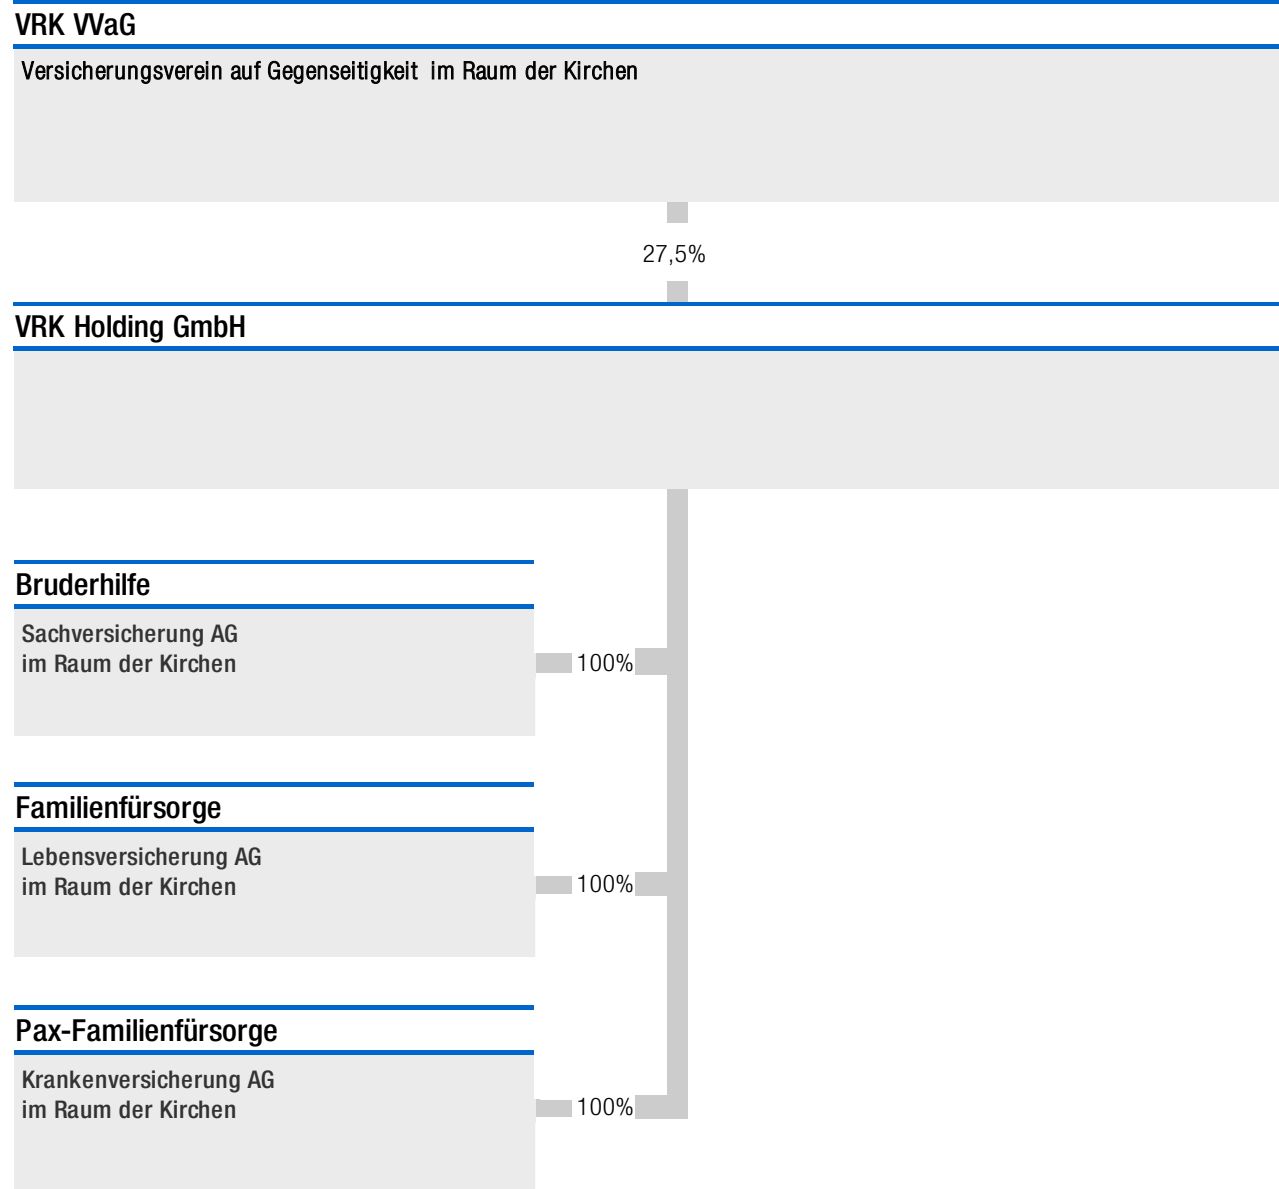 VRK VVaG
Versicherungsverein auf Gegenseitigkeit im Raum der Kirchen
27,5%
VRK Holding GmbH
Bruderhilfe
Sachversicherung AG
im Raum der Kirchen
100%
Familienfürsorge
Lebensversicherung AG
im Raum der Kirchen
100%
Pax-Familienfürsorge
Krankenversicherung AG
im Raum der Kirchen
100%